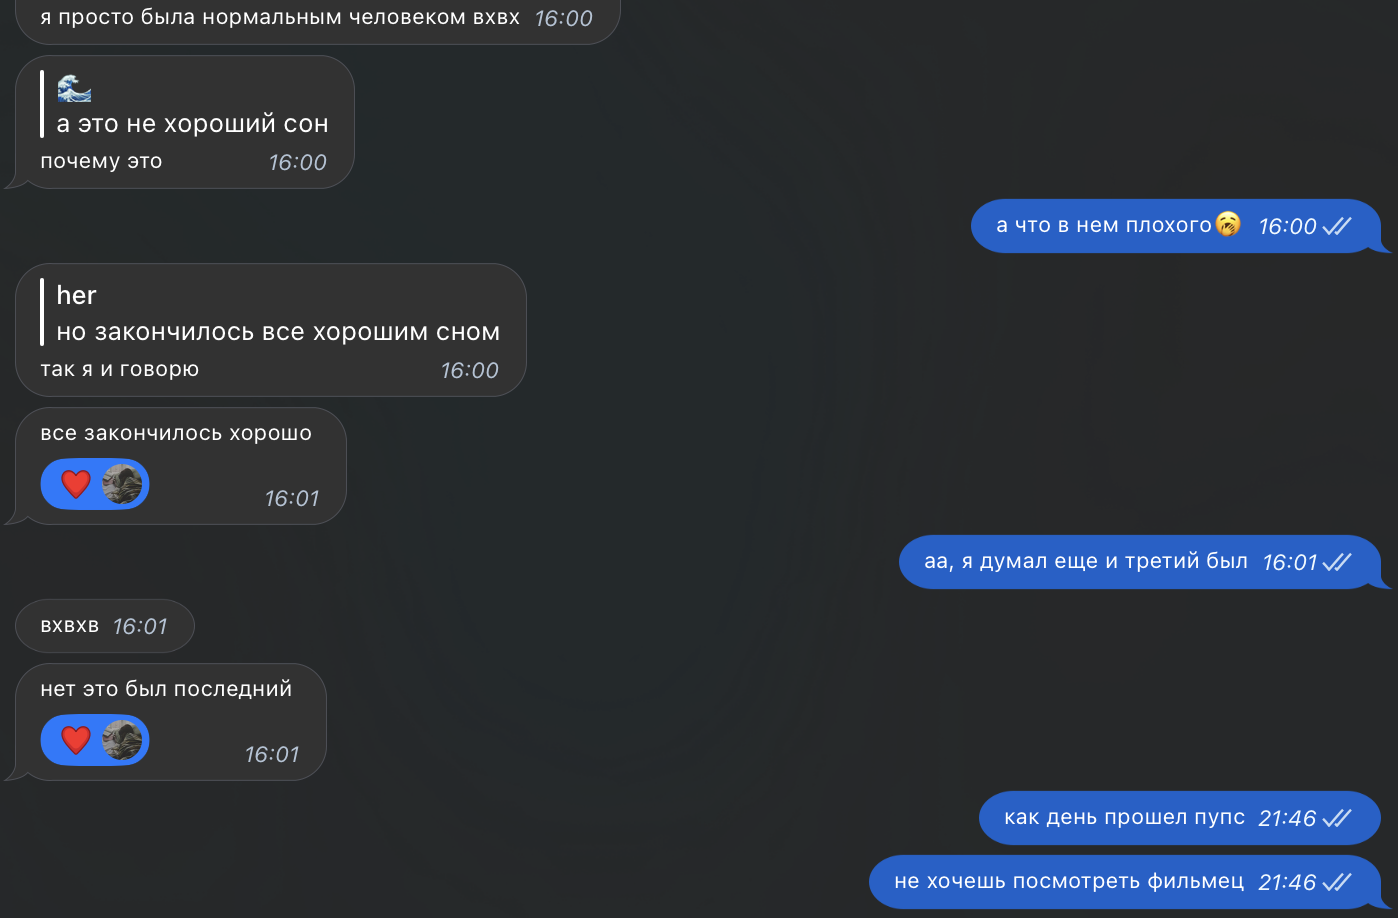 я просто была нормальным человеком вхвх 16:00
🌊
а это не хороший сон
почему это 16:00
а что в нем плохого🥱 16:00
her
но закончилось все хорошим сном
так я и говорю 16:00
все закончилось хорошо
❤️ 16:01
аа, я думал еще и третий был 16:01
вхвхв 16:01
нет это был последний
❤️ 16:01
как день прошел пупс 21:46
не хочешь посмотреть фильмец 21:46